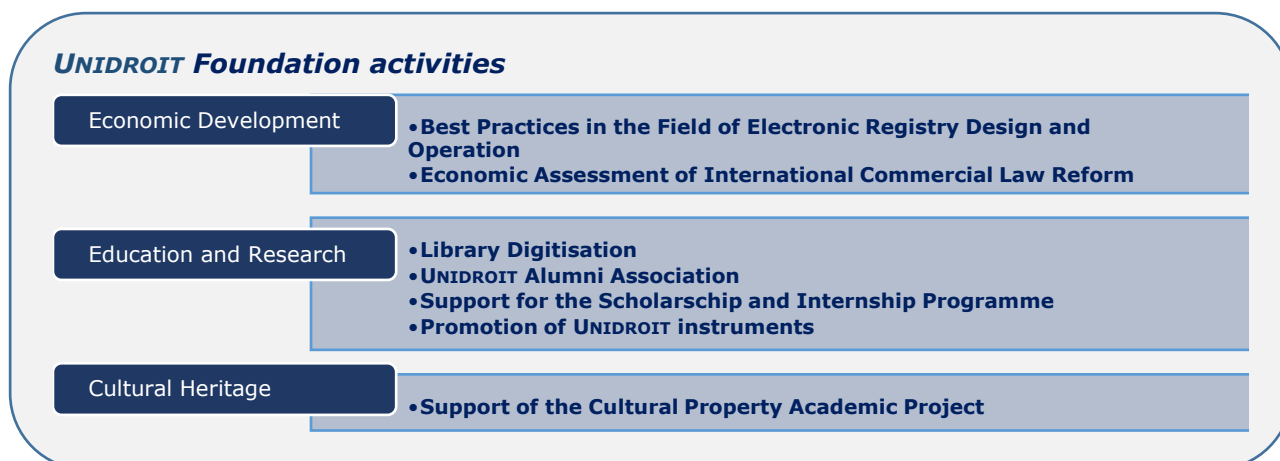 UNIDROIT Foundation activities
Economic Development
•Best Practices in the Field of Electronic Registry Design and
Operation
•Economic Assessment of International Commercial Law Reform
Education and Research
•Library Digitisation
•UNIDROIT Alumni Association
•Support for the Scholarschip and Internship Programme
•Promotion of UNIDROIT instruments
Cultural Heritage
•Support of the Cultural Property Academic Project